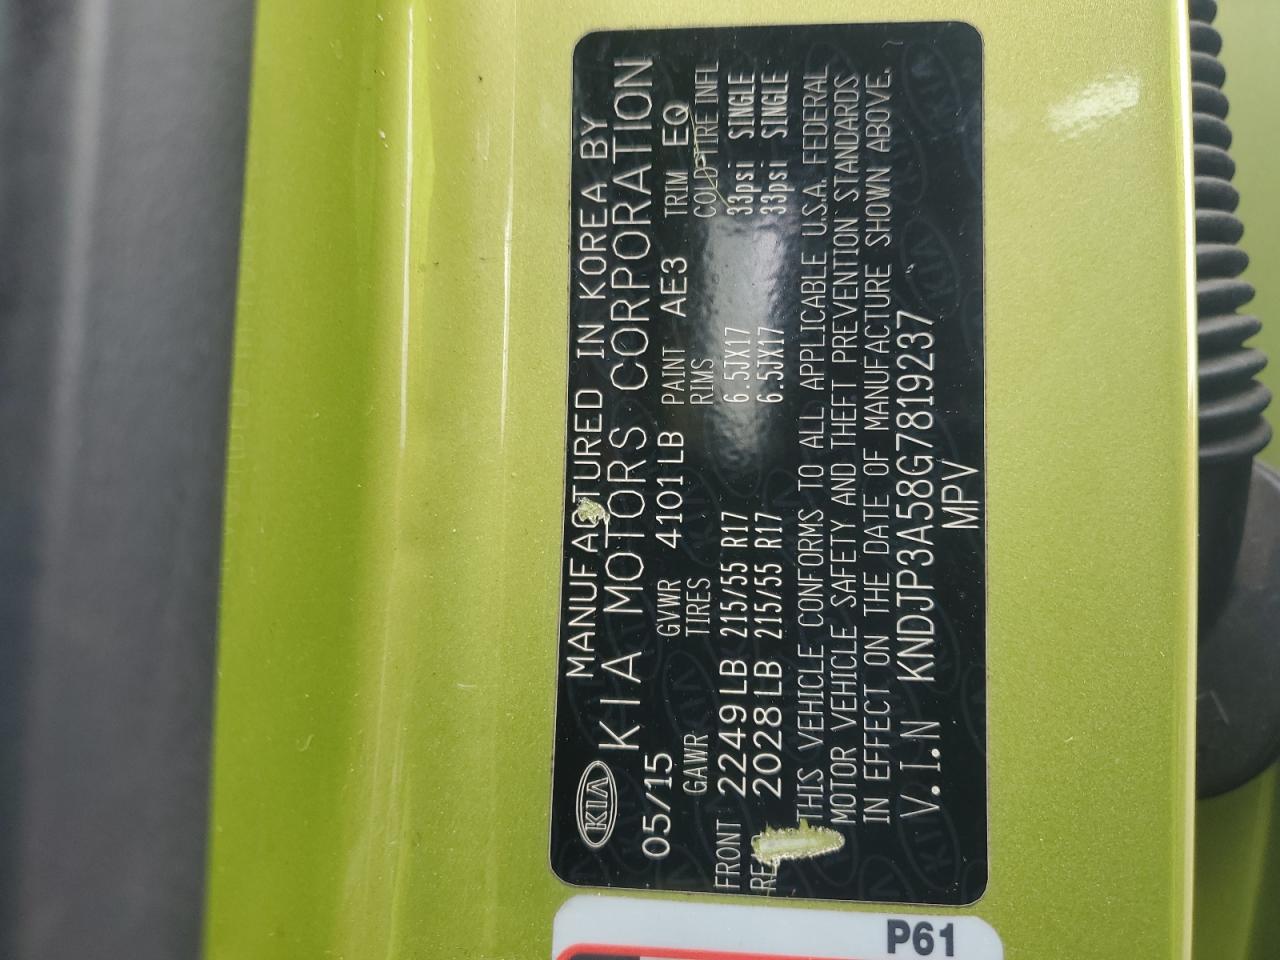 KIA
MANUFACTURED IN KOREA BY
KIA MOTORS CORPORATION
05/15 GVWR 4101LB PAINT AE3 TRIM EQ
GAWR TIRES RIMS COLD TIRE INFL
FRONT 2249LB 215/55 R17 6.5JX17 33psi SINGLE
2028LB 215/55 R17 6.5JX17 33psi SINGLE
THIS VEHICLE CONFORMS TO ALL APPLICABLE U.S.A. FEDERAL
MOTOR VEHICLE SAFETY AND THEFT PREVENTION STANDARDS
IN EFFECT ON THE DATE OF MANUFACTURE SHOWN ABOVE.
V.I.N KNDJP3A58G7819237
MPV
P61